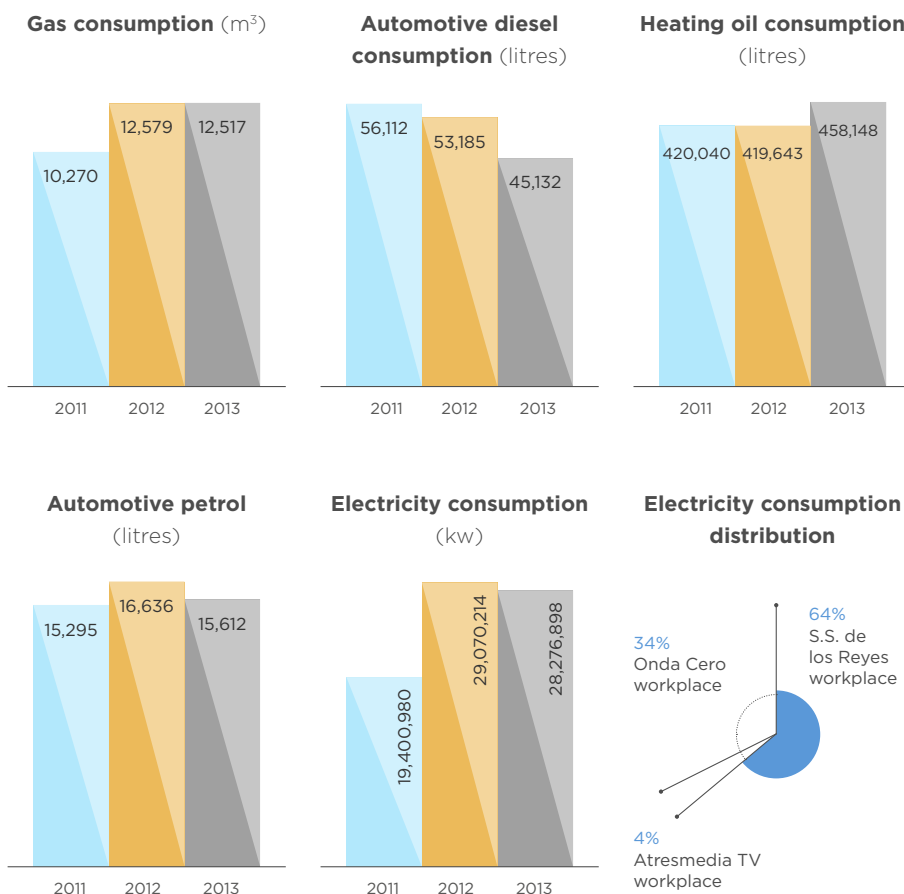 Gas consumption (m³)
10,270
12,579
12,517
2011
2012
2013
Automotive diesel
consumption (litres)
56,112
53,185
45,132
2011
2012
2013
Heating oil consumption
(litres)
420,040
419,643
458,148
2011
2012
2013
Automotive petrol
(litres)
15,295
16,636
15,612
2011
2012
2013
Electricity consumption
(kw)
19,400,980
29,070,214
28,276,898
2011
2012
2013
Electricity consumption
distribution
64%
S.S. de
los Reyes
workplace
34%
Onda Cero
workplace
4%
Atresmedia TV
workplace